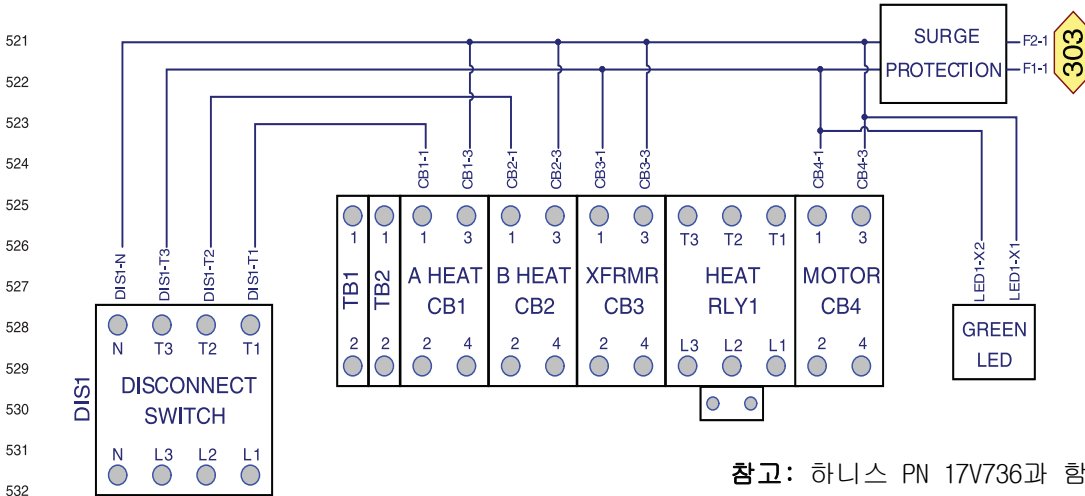 521
522
523
524
525
526
527
528
529
530
531
532
SURGE
PROTECTION
F2-1
F1-1
303
CB1-1
CB1-3
CB2-1
CB2-3
CB3-1
CB3-3
CB4-1
CB4-3
DIS1-N
DIS1-T3
DIS1-T2
DIS1-T1
LED1-X2
LED1-X1
1 1 1 3 1 3 1 3 T3 T2 T1 1 3
TB1
TB2
A HEAT
CB1
B HEAT
CB2
XFRMR
CB3
HEAT
RLY1
MOTOR
CB4
2 2 2 4 2 4 2 4 L3 L2 L1 2 4
GREEN
LED
DIS1
N T3 T2 T1
DISCONNECT
SWITCH
N L3 L2 L1
참고: 하니스 PN 17V736과 함